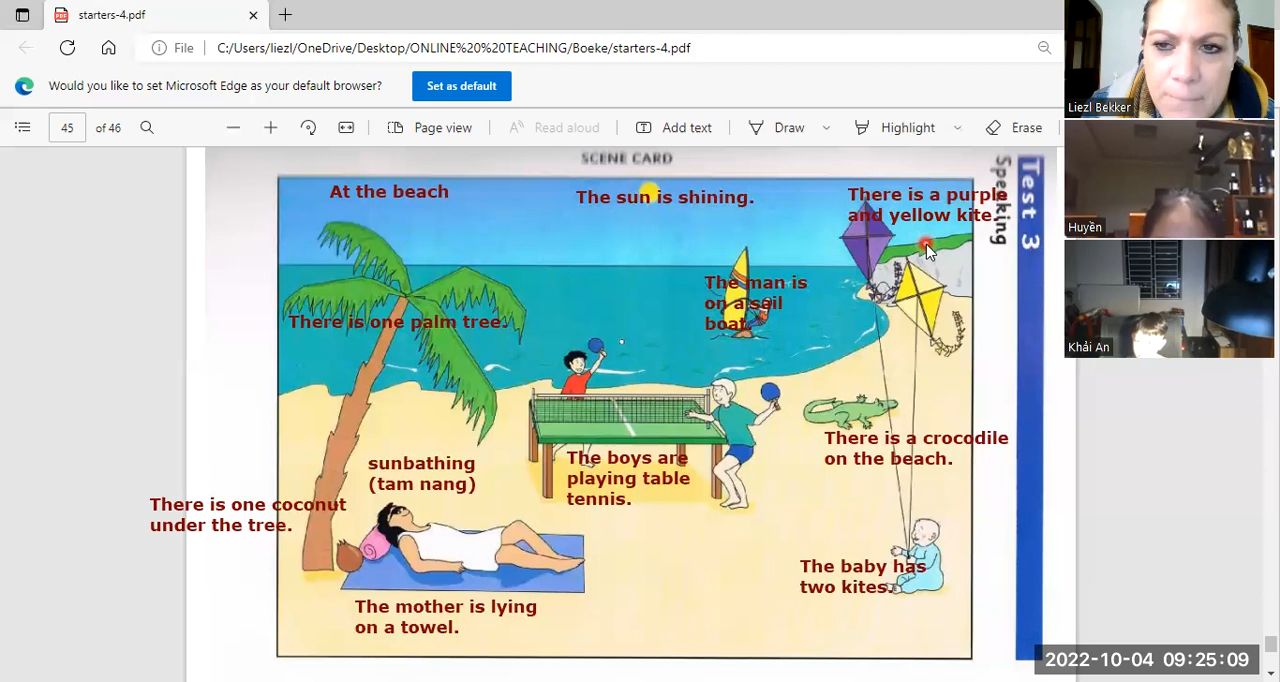 starters-4.pdf
File
C:/Users/liezl/OneDrive/Desktop/ONLINE%20%20TEACHING/Boeke/starters-4.pdf
Would you like to set Microsoft Edge as your default browser?
Set as default
45 of 46
Page view
Read aloud
Add text
Draw
Highlight
Erase
SCENE CARD
Test 3
Speaking
At the beach
The sun is shining.
There is a purple
and yellow kite.
The man is
on a sail
boat.
There is one palm tree.
There is a crocodile
on the beach.
sunbathing
(tam nang)
The boys are
playing table
tennis.
There is one coconut
under the tree.
The baby has
two kites.
The mother is lying
on a towel.
Liezl Bekker
Huyền
Khải An
2022-10-04 09:25:09